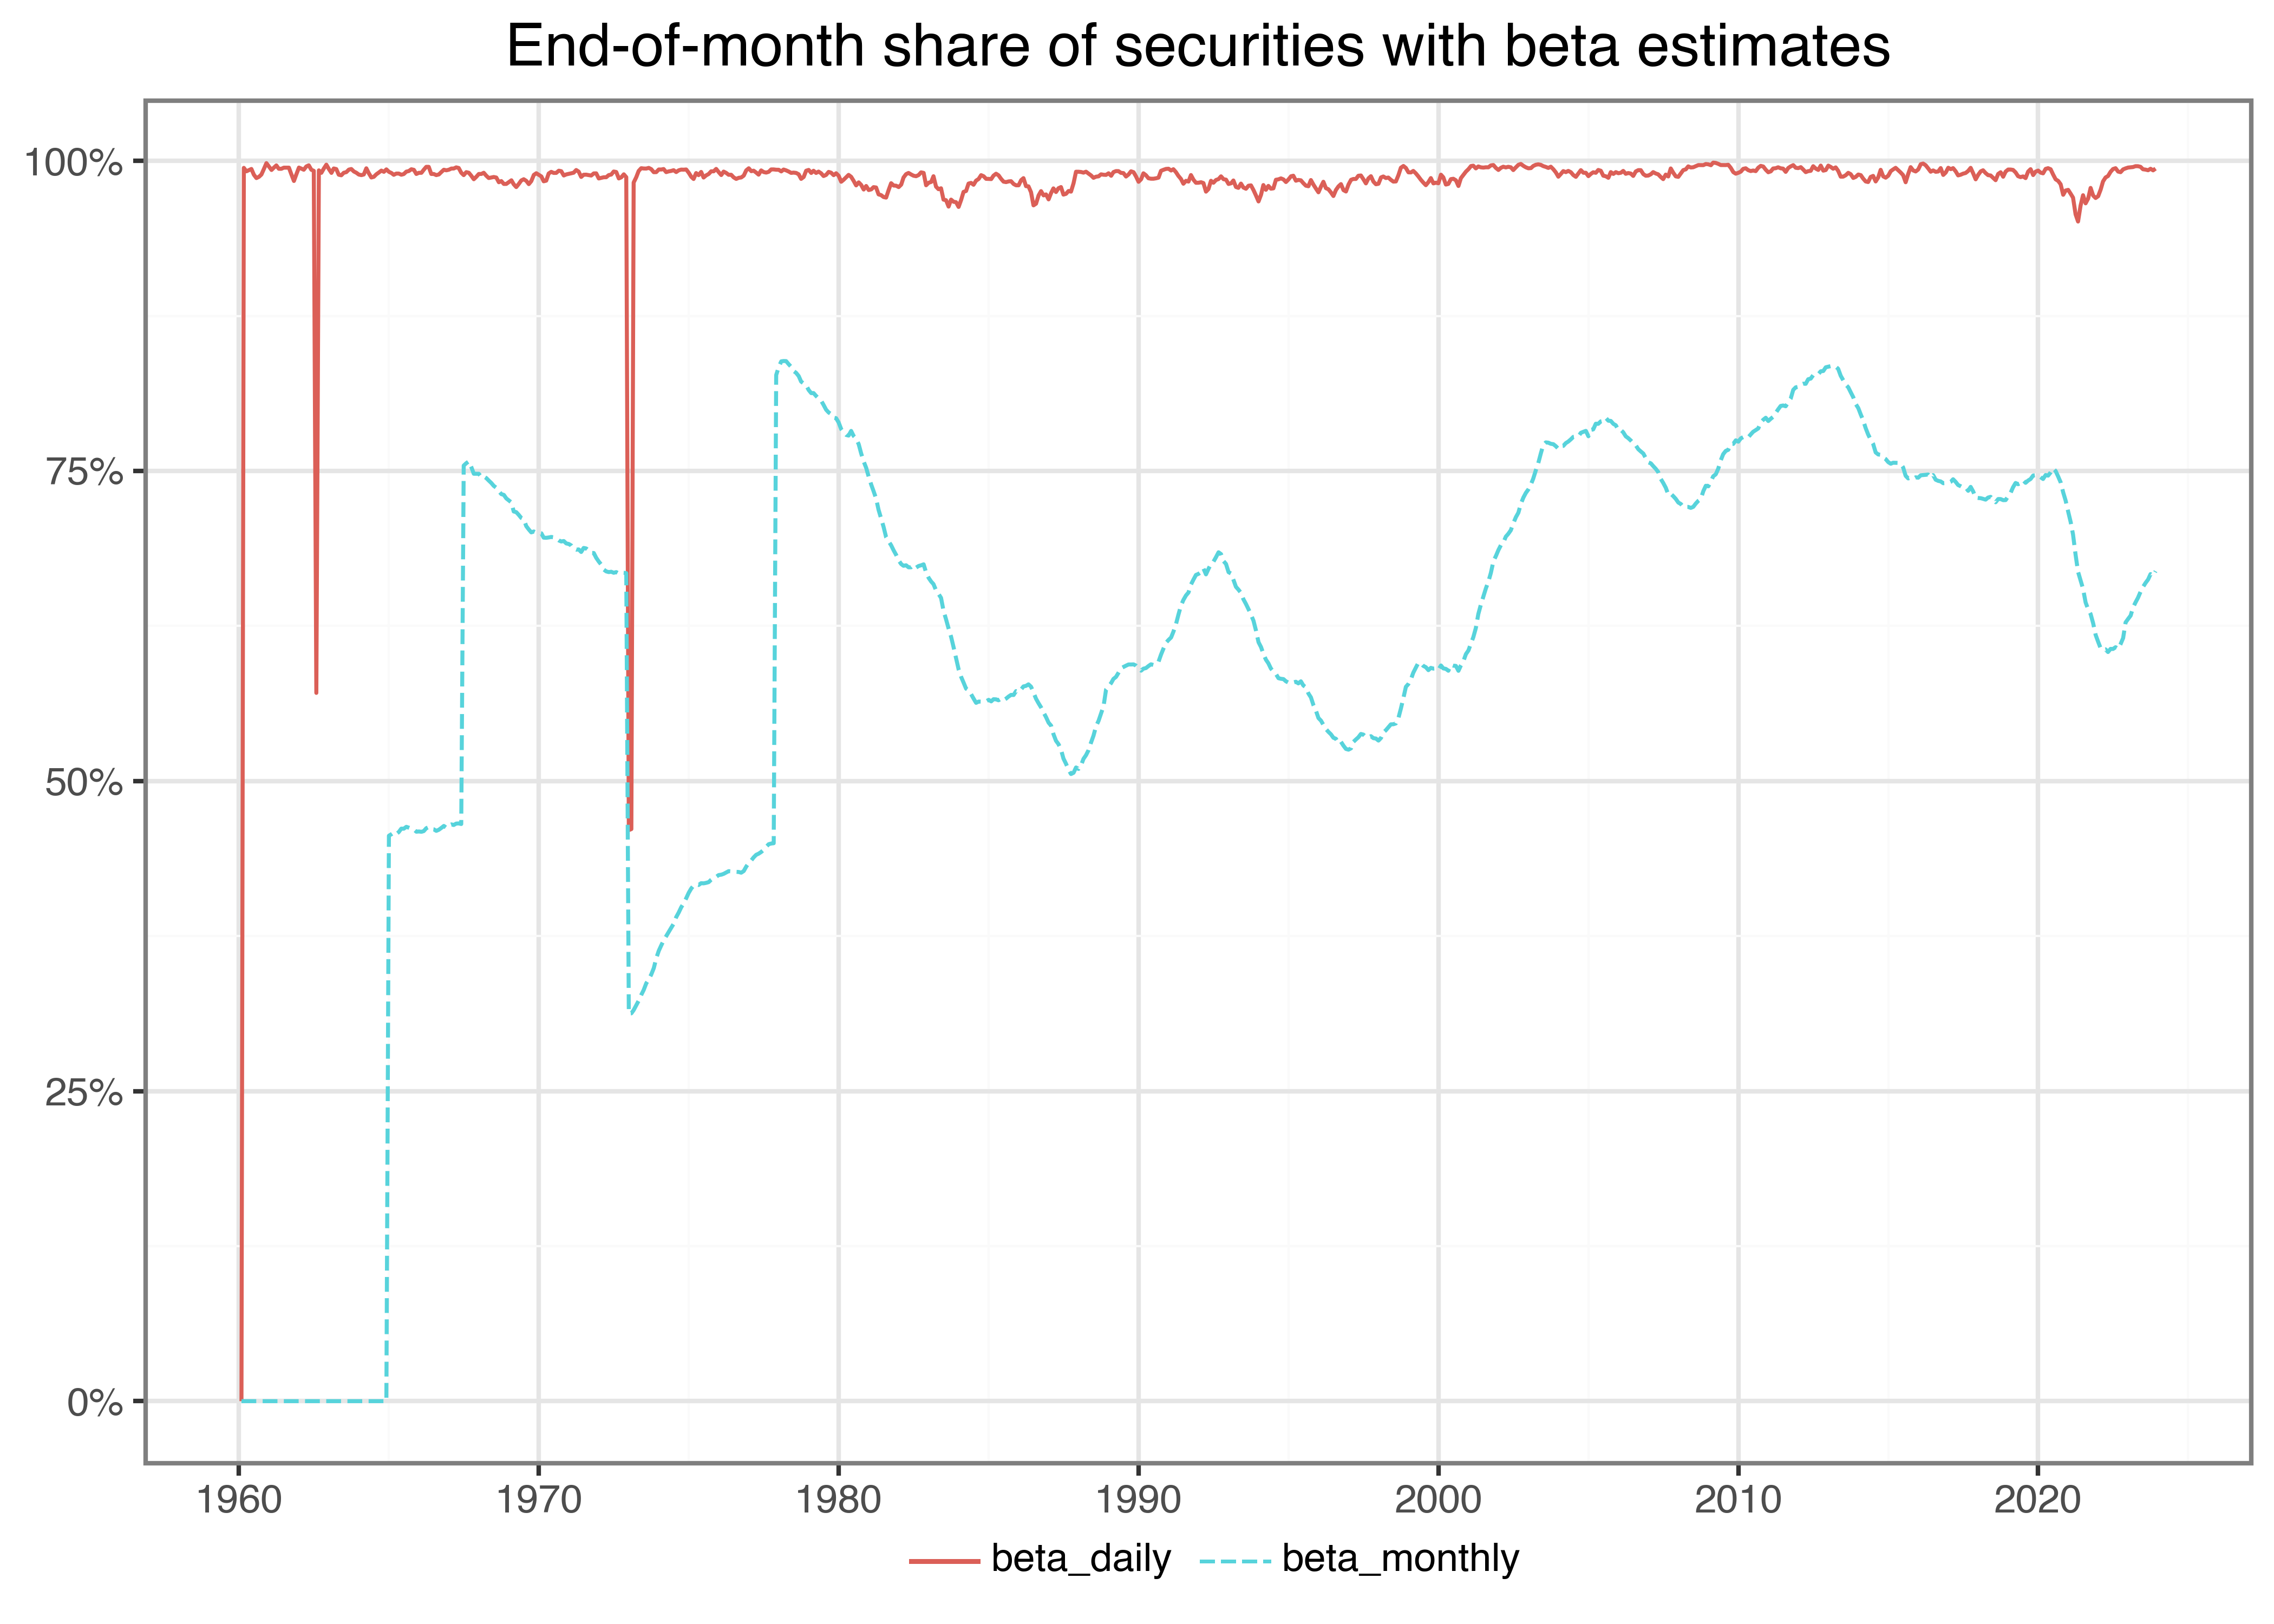 End-of-month share of securities with beta estimates
100%
75%
50%
25%
0%
1960 1970 1980 1990 2000 2010 2020
beta_daily beta_monthly